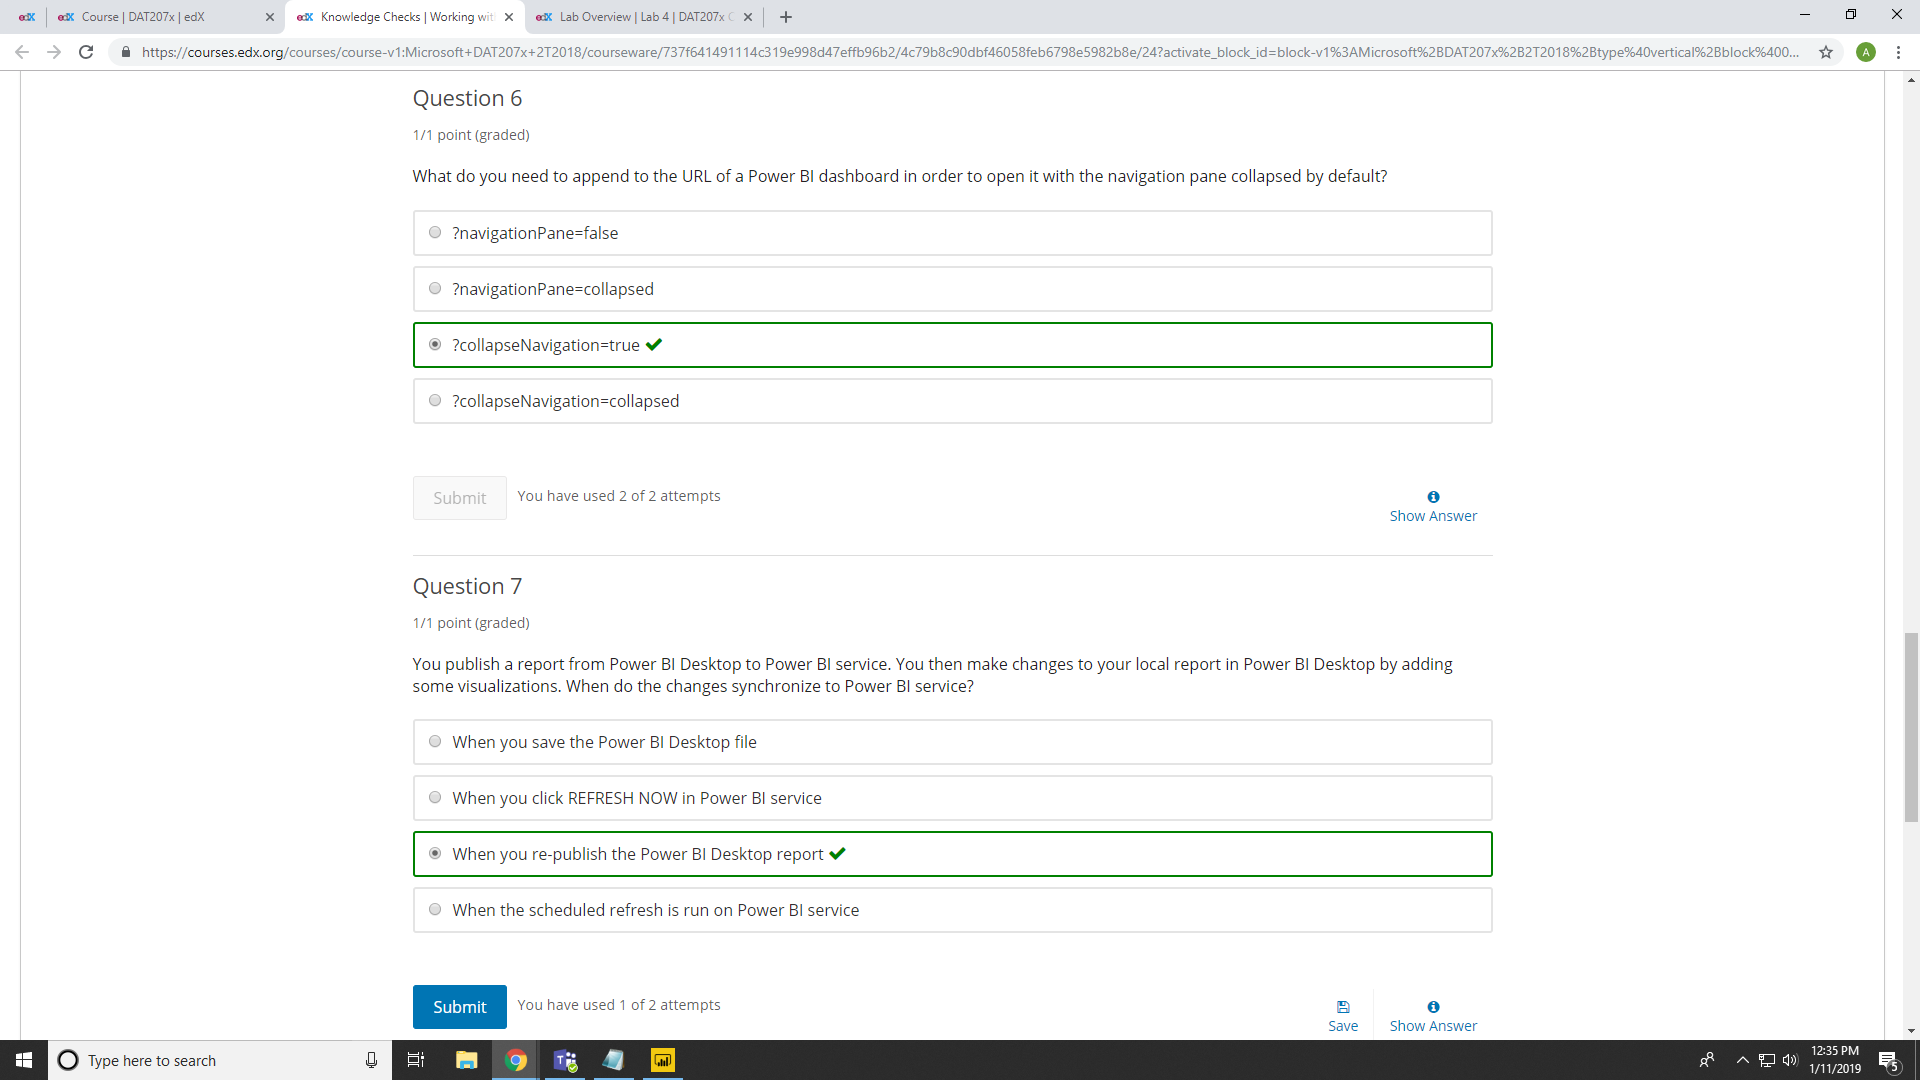 edX
edX Course | DAT207x | edX
edX Knowledge Checks | Working wit
edX Lab Overview | Lab 4 | DAT207x C
https://courses.edx.org/courses/course-v1:Microsoft+DAT207x+2T2018/courseware/737f641491114c319e998d47effb96b2/4c79b8c90dbf46058feb6798e5982b8e/24?activate_block_id=block-v1%3AMicrosoft%2BDAT207x%2B2T2018%2Btype%40vertical%2Bblock%400...
A
Question 6
1/1 point (graded)
What do you need to append to the URL of a Power BI dashboard in order to open it with the navigation pane collapsed by default?
?navigationPane=false
?navigationPane=collapsed
?collapseNavigation=true
?collapseNavigation=collapsed
Submit You have used 2 of 2 attempts
Show Answer
Question 7
1/1 point (graded)
You publish a report from Power BI Desktop to Power BI service. You then make changes to your local report in Power BI Desktop by adding
some visualizations. When do the changes synchronize to Power BI service?
When you save the Power BI Desktop file
When you click REFRESH NOW in Power BI service
When you re-publish the Power BI Desktop report
When the scheduled refresh is run on Power BI service
Submit You have used 1 of 2 attempts
Save Show Answer
Type here to search
12:35 PM
1/11/2019
5